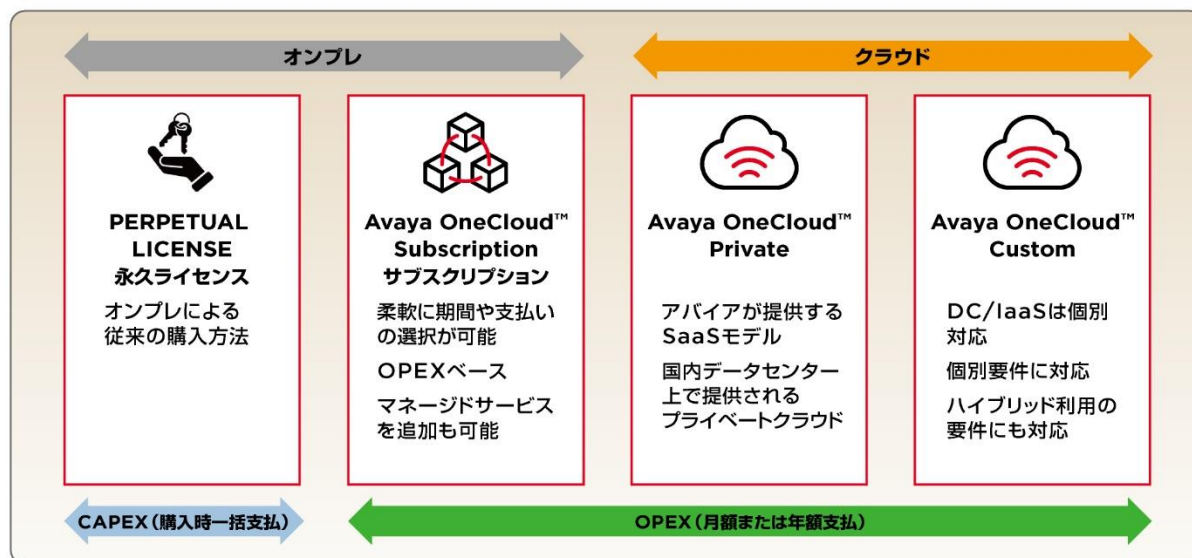 オンプレ
クラウド
PERPETUAL
LICENSE
永久ライセンス
オンプレによる
従来の購入方法
Avaya OneCloud™
Subscription
サブスクリプション
柔軟に期間や支払い
の選択が可能
OPEXベース
マネージドサービス
を追加も可能
Avaya OneCloud™
Private
アバイアが提供する
SaaSモデル
国内データセンター
上で提供される
プライベートクラウド
Avaya OneCloud™
Custom
DC/IaaSは個別
対応
個別要件に対応
ハイブリッド利用の
要件にも対応
CAPEX(購入時一括支払)
OPEX(月額または年額支払)